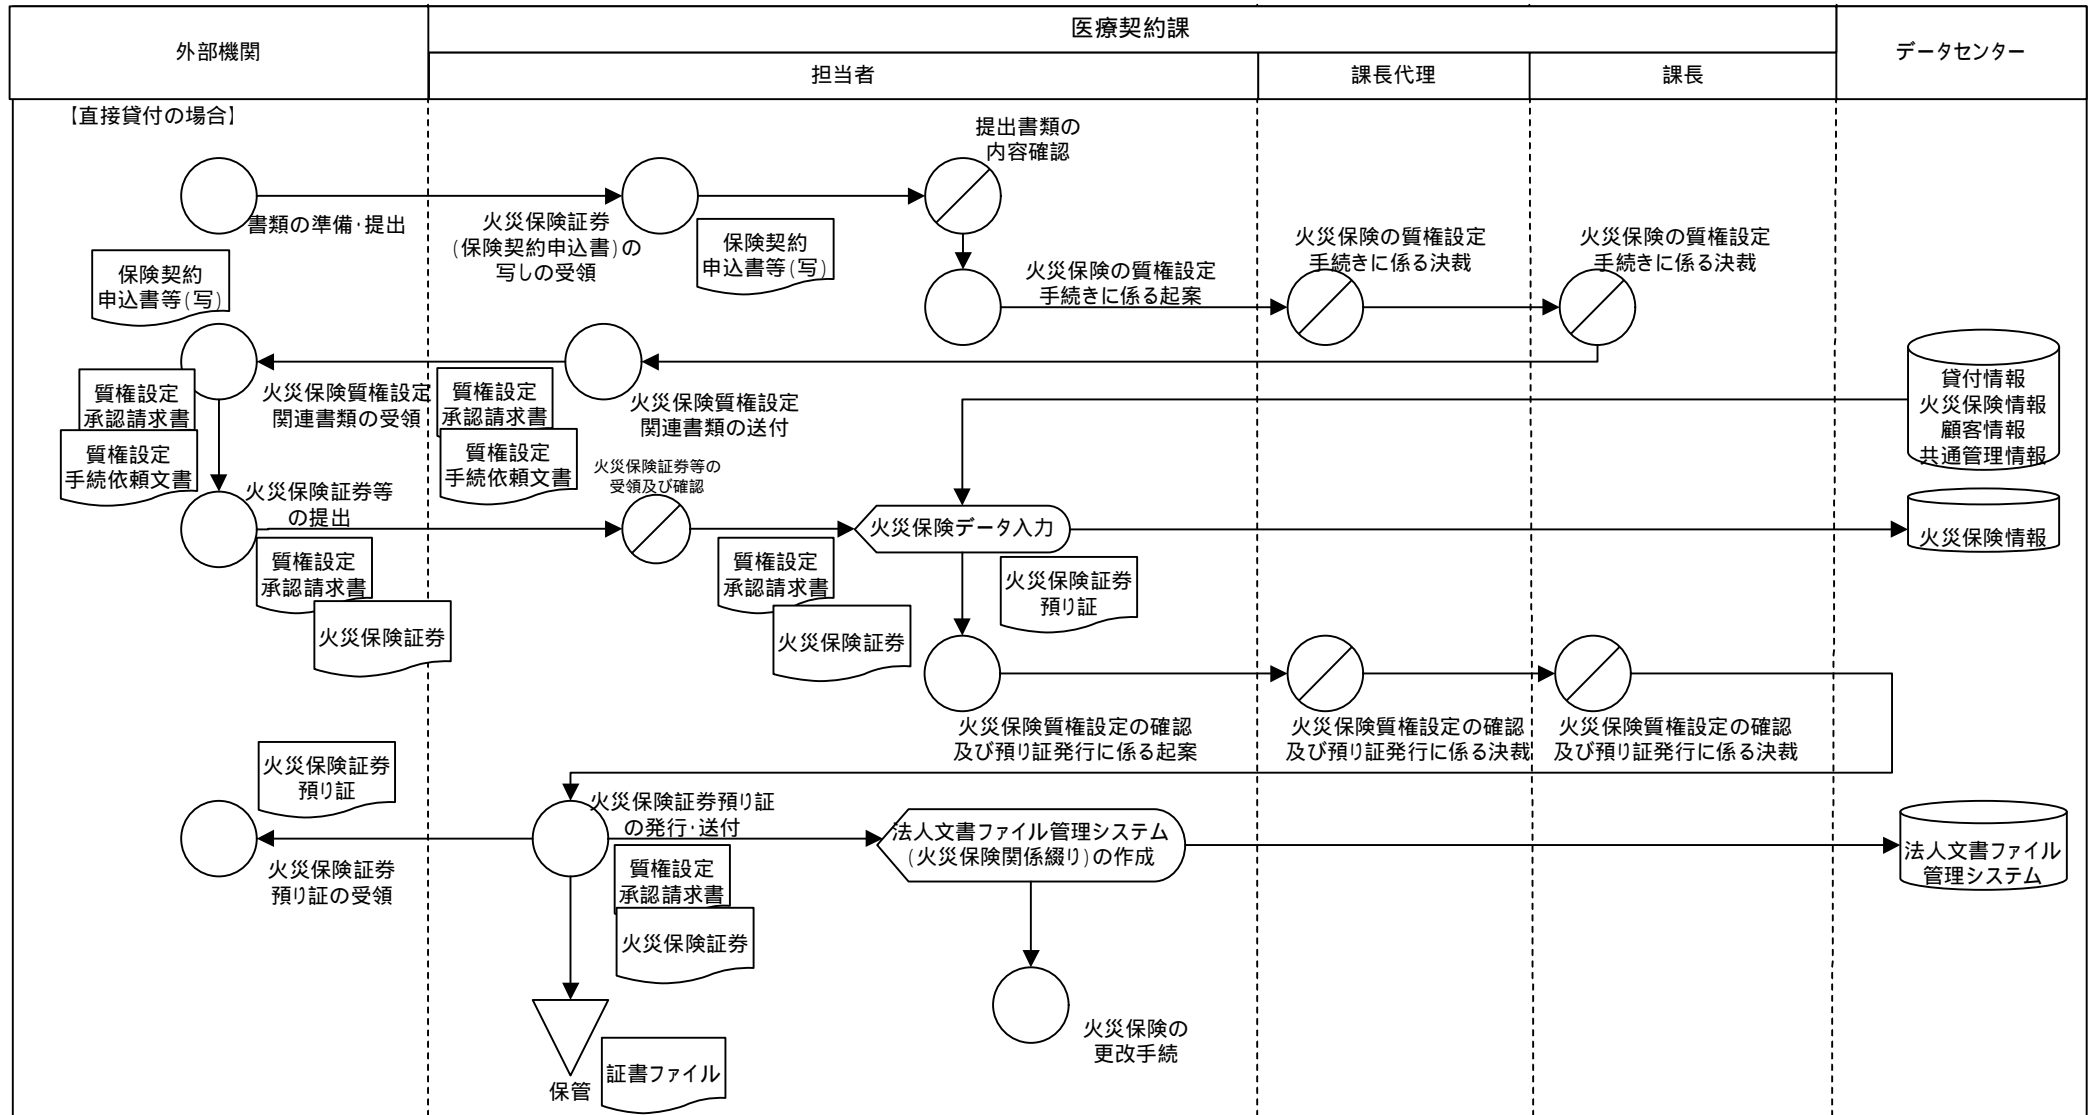 医療契約課
外部機関
データセンター
担当者
課長代理
課長
【直接貸付の場合】
提出書類の
内容確認
書類の準備･提出
火災保険証券
(保険契約申込書)の
写しの受領
保険契約
申込書等(写)
火災保険の質権設定
手続きに係る決裁
火災保険の質権設定
手続きに係る決裁
保険契約
申込書等(写)
火災保険の質権設定
手続きに係る起案
質権設定
承認請求書
火災保険質権設定
関連書類の受領
質権設定
承認請求書
火災保険質権設定
関連書類の送付
貸付情報
火災保険情報
顧客情報
共通管理情報
質権設定
手続依頼文書
質権設定
手続依頼文書
火災保険証券等の
受領及び確認
火災保険証券等
の提出
火災保険データ入力
火災保険情報
質権設定
承認請求書
火災保険証券
質権設定
承認請求書
火災保険証券
火災保険証券
預り証
火災保険質権設定の確認
及び預り証発行に係る起案
火災保険質権設定の確認
及び預り証発行に係る決裁
火災保険質権設定の確認
及び預り証発行に係る決裁
火災保険証券
預り証
火災保険証券預り証
の発行･送付
法人文書ファイル管理システム
(火災保険関係綴り)の作成
法人文書ファイル
管理システム
火災保険証券
預り証の受領
質権設定
承認請求書
火災保険証券
火災保険の
更改手続
保管
証書ファイル